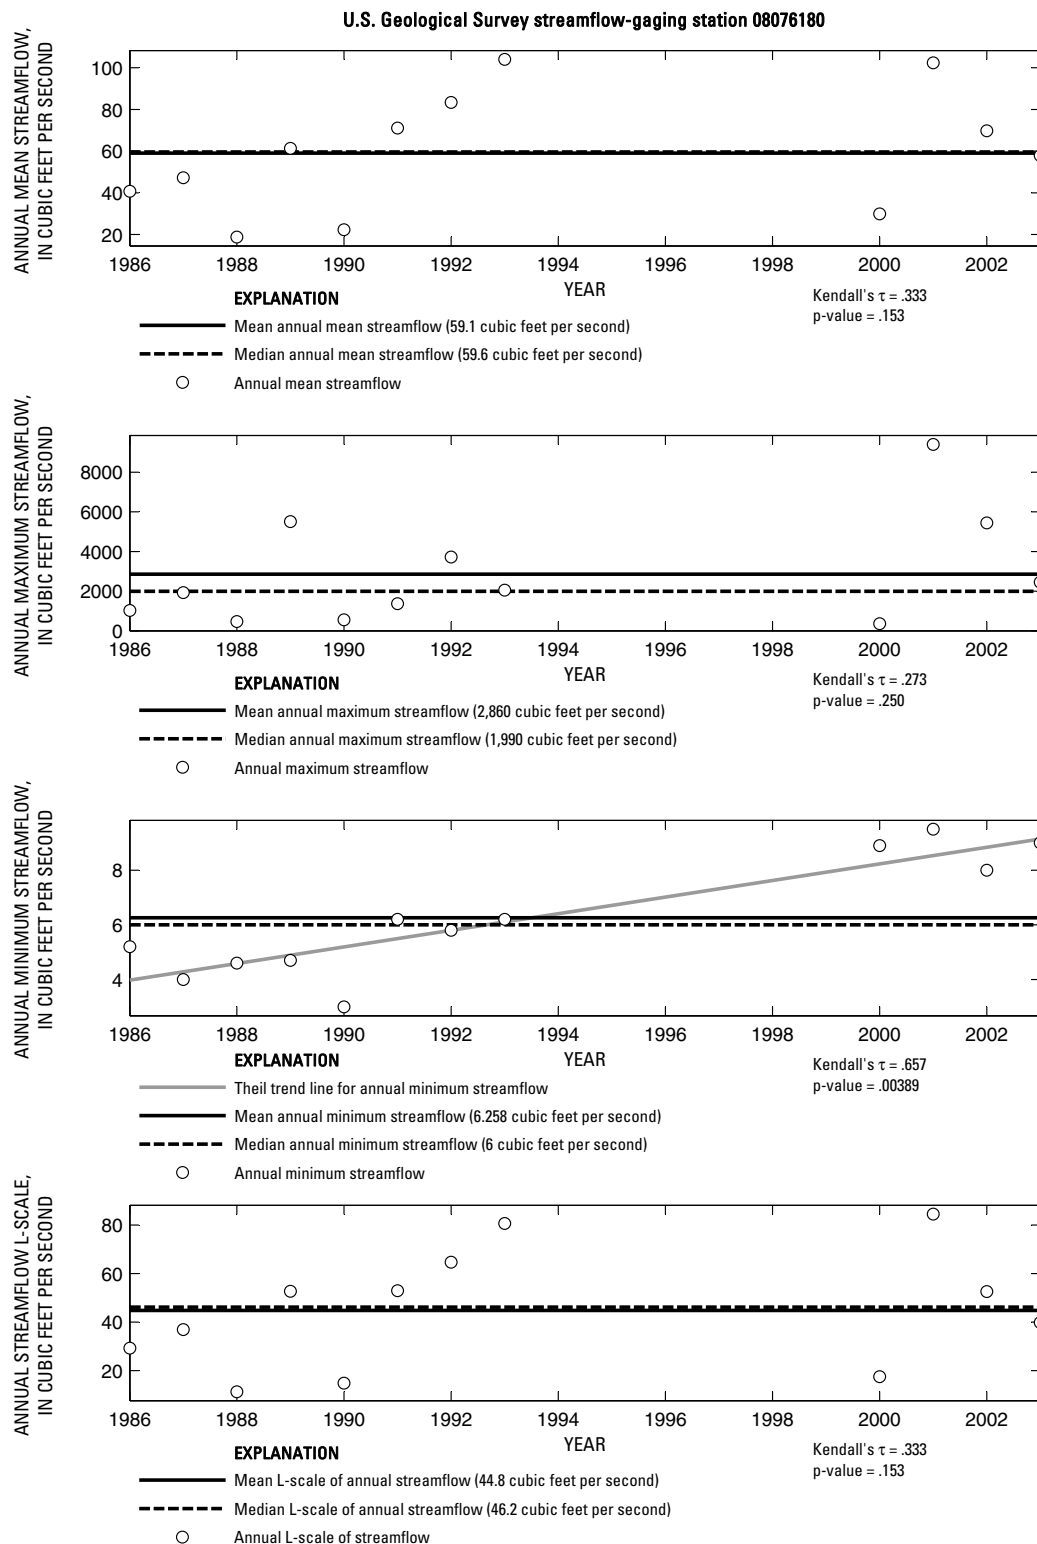 U.S. Geological Survey streamflow-gaging station 08076180
ANNUAL MEAN STREAMFLOW,
IN CUBIC FEET PER SECOND
100
80
60
40
20
1986 1988 1990 1992 1994 1996 1998 2000 2002
YEAR
EXPLANATION
Mean annual mean streamflow (59.1 cubic feet per second)
Median annual mean streamflow (59.6 cubic feet per second)
Annual mean streamflow
Kendall's τ = .333
p-value = .153
ANNUAL MAXIMUM STREAMFLOW,
IN CUBIC FEET PER SECOND
8000
6000
4000
2000
0
1986 1988 1990 1992 1994 1996 1998 2000 2002
YEAR
EXPLANATION
Mean annual maximum streamflow (2,860 cubic feet per second)
Median annual maximum streamflow (1,990 cubic feet per second)
Annual maximum streamflow
Kendall's τ = .273
p-value = .250
ANNUAL MINIMUM STREAMFLOW,
IN CUBIC FEET PER SECOND
8
6
4
1986 1988 1990 1992 1994 1996 1998 2000 2002
YEAR
EXPLANATION
Theil trend line for annual minimum streamflow
Mean annual minimum streamflow (6.258 cubic feet per second)
Median annual minimum streamflow (6 cubic feet per second)
Annual minimum streamflow
Kendall's τ = .657
p-value = .00389
ANNUAL STREAMFLOW L-SCALE,
IN CUBIC FEET PER SECOND
80
60
40
20
1986 1988 1990 1992 1994 1996 1998 2000 2002
YEAR
EXPLANATION
Mean L-scale of annual streamflow (44.8 cubic feet per second)
Median L-scale of annual streamflow (46.2 cubic feet per second)
Annual L-scale of streamflow
Kendall's τ = .333
p-value = .153